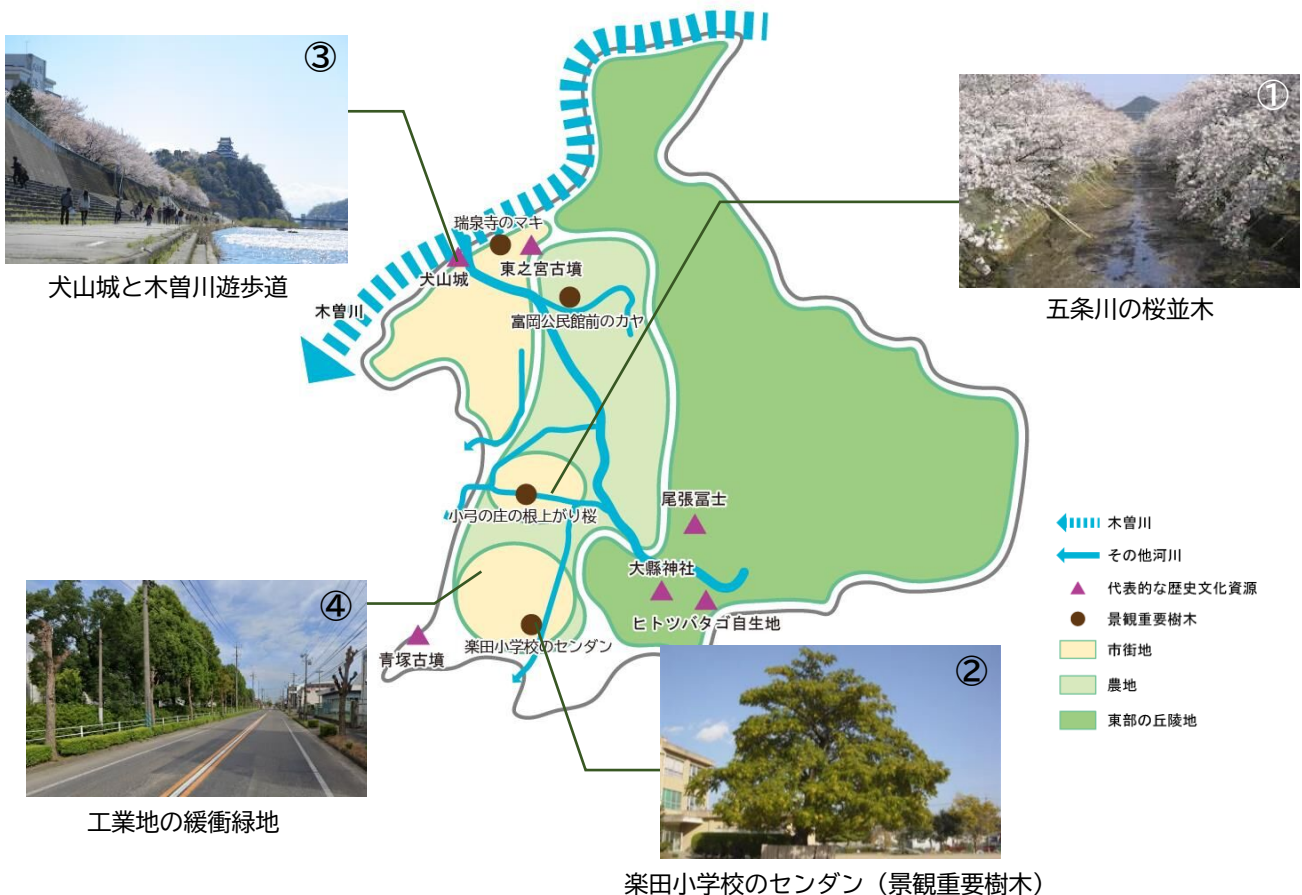 ③
①
瑞泉寺のマキ
犬山城
東之宮古墳
犬山城と木曽川遊歩道
木曽川
富岡公民館前のカヤ
五条川の桜並木
尾張冨士
小弓の庄の根上がり桜
木曽川
その他河川
大縣神社
代表的な歴史文化資源
④
ヒトツバタゴ自生地
景観重要樹木
楽田小学校のセンダン
市街地
青塚古墳
②
農地
東部の丘陵地
工業地の緩衝緑地
楽田小学校のセンダン（景観重要樹木）